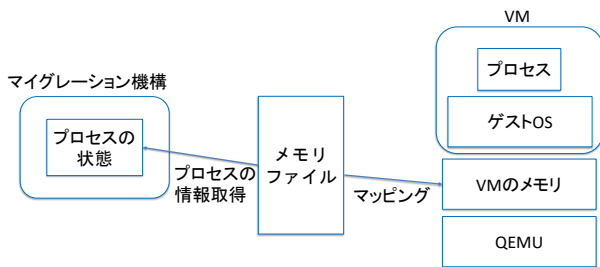 VM
プロセス
マイグレーション機構
ゲストOS
プロセスの
状態
メモリ
ファイル
プロセスの
情報取得
マッピング
VMのメモリ
QEMU